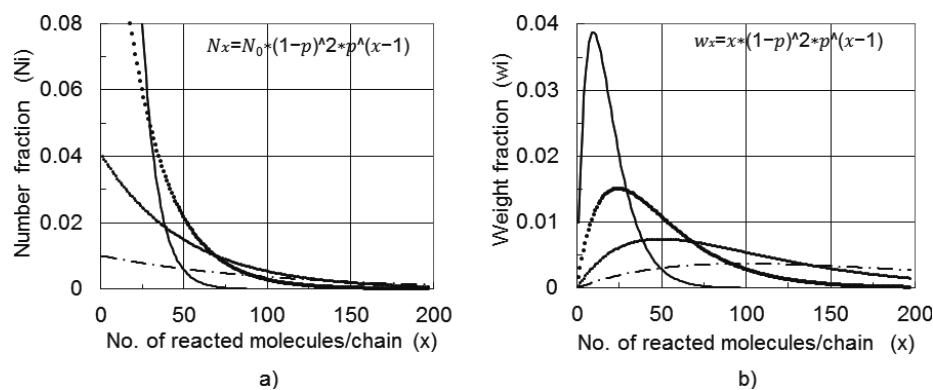 0.08
0.06
0.04
0.02
0
Number fraction (Ni)
Nx=N₀*(1−p)^2*p^(x−1)
0 50 100 150 200
No. of reacted molecules/chain (x)
a)
0.04
0.03
0.02
0.01
0
Weight fraction (wi)
wₓ=x*(1−p)^2*p^(x−1)
0 50 100 150 200
No. of reacted molecules/chain (x)
b)